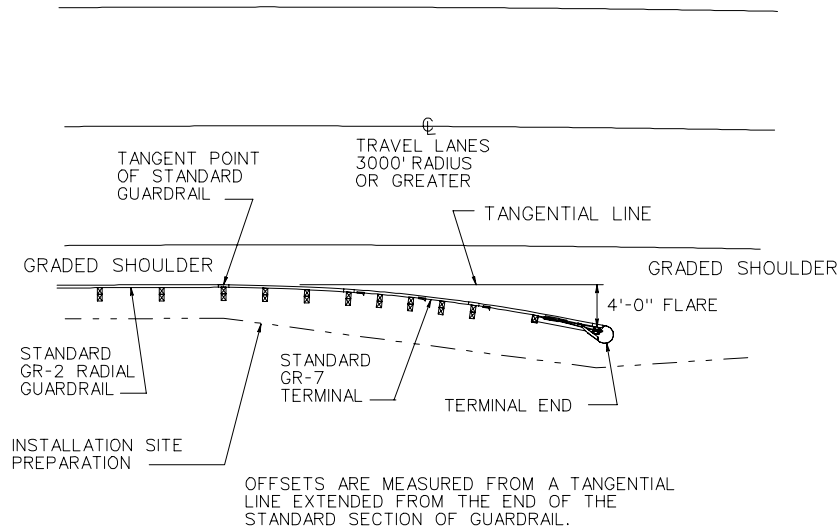 ℄
TRAVEL LANES
3000' RADIUS
OR GREATER
TANGENT POINT
OF STANDARD
GUARDRAIL
TANGENTIAL LINE
GRADED SHOULDER
GRADED SHOULDER
4'-0" FLARE
STANDARD
GR-2 RADIAL
GUARDRAIL
STANDARD
GR-7
TERMINAL
TERMINAL END
INSTALLATION SITE
PREPARATION
OFFSETS ARE MEASURED FROM A TANGENTIAL
LINE EXTENDED FROM THE END OF THE
STANDARD SECTION OF GUARDRAIL.